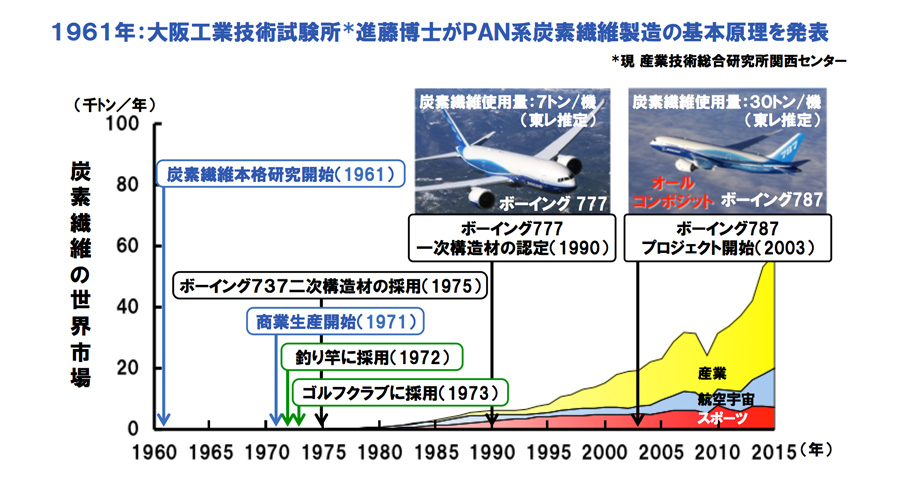 1961年：大阪工業技術試験所*進藤博士がPAN系炭素繊維製造の基本原理を発表
*現 産業技術総合研究所関西センター
（千トン／年）
炭素繊維の世界市場
100
80
60
40
20
0
炭素繊維使用量：7トン/機
（東レ推定）
ボーイング 777
炭素繊維使用量：30トン/機
（東レ推定）
787
オール
コンポジット
ボーイング787
炭素繊維本格研究開始（1961）
ボーイング777
一次構造材の認定（1990）
ボーイング787
プロジェクト開始（2003）
ボーイング737二次構造材の採用（1975）
商業生産開始（1971）
釣り竿に採用（1972）
ゴルフクラブに採用（1973）
産業
航空宇宙
スポーツ
1960 1965 1970 1975 1980 1985 1990 1995 2000 2005 2010 2015（年）